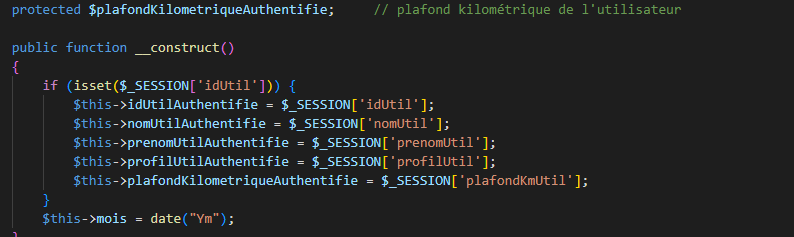 protected $plafondKilometriqueAuthentifie;     // plafond kilométrique de l'utilisateur
public function __construct()
{
    if (isset($_SESSION['idUtil'])) {
        $this->idUtilAuthentifie = $_SESSION['idUtil'];
        $this->nomUtilAuthentifie = $_SESSION['nomUtil'];
        $this->prenomUtilAuthentifie = $_SESSION['prenomUtil'];
        $this->profilUtilAuthentifie = $_SESSION['profilUtil'];
        $this->plafondKilometriqueAuthentifie = $_SESSION['plafondKmUtil'];
    }
    $this->mois = date("Ym");
}